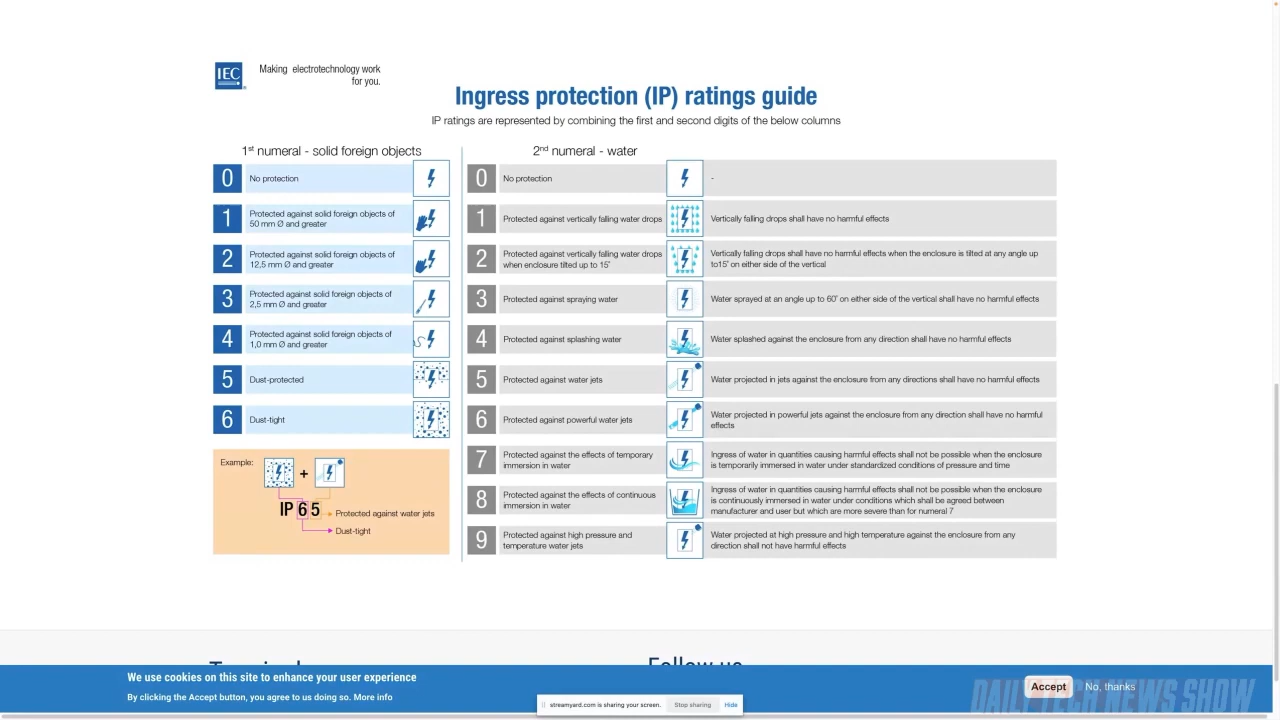 IEC
Making electrotechnology work
for you.
Ingress protection (IP) ratings guide
IP ratings are represented by combining the first and second digits of the below columns
1st numeral - solid foreign objects
0
No protection
1
Protected against solid foreign objects of
50 mm Ø and greater
2
Protected against solid foreign objects of
12,5 mm Ø and greater
3
Protected against solid foreign objects of
2,5 mm Ø and greater
4
Protected against solid foreign objects of
1,0 mm Ø and greater
5
Dust-protected
6
Dust-tight
Example:
+
IP 6 5
Protected against water jets
Dust-tight
2nd numeral - water
0
No protection
-
1
Protected against vertically falling water drops
Vertically falling drops shall have no harmful effects
2
Protected against vertically falling water drops
when enclosure tilted up to 15°
Vertically falling drops shall have no harmful effects when the enclosure is tilted at any angle up
to15° on either side of the vertical
3
Protected against spraying water
Water sprayed at an angle up to 60° on either side of the vertical shall have no harmful effects
4
Protected against splashing water
Water splashed against the enclosure from any direction shall have no harmful effects
5
Protected against water jets
Water projected in jets against the enclosure from any directions shall have no harmful effects
6
Protected against powerful water jets
Water projected in powerful jets against the enclosure from any direction shall have no harmful
effects
7
Protected against the effects of temporary
immersion in water
Ingress of water in quantities causing harmful effects shall not be possible when the enclosure
is temporarily immersed in water under standardized conditions of pressure and time
8
Protected against the effects of continuous
immersion in water
Ingress of water in quantities causing harmful effects shall not be possible when the enclosure
is continuously immersed in water under conditions which shall be agreed between
manufacturer and user but which are more severe than for numeral 7
9
Protected against high pressure and
temperature water jets
Water projected at high pressure and high temperature against the enclosure from any
direction shall not have harmful effects
Follow us
We use cookies on this site to enhance your user experience
By clicking the Accept button, you agree to us doing so. More info
Accept
No, thanks
streamyard.com is sharing your screen.
Stop sharing
Hide
DAILY TECH NEWS SHOW